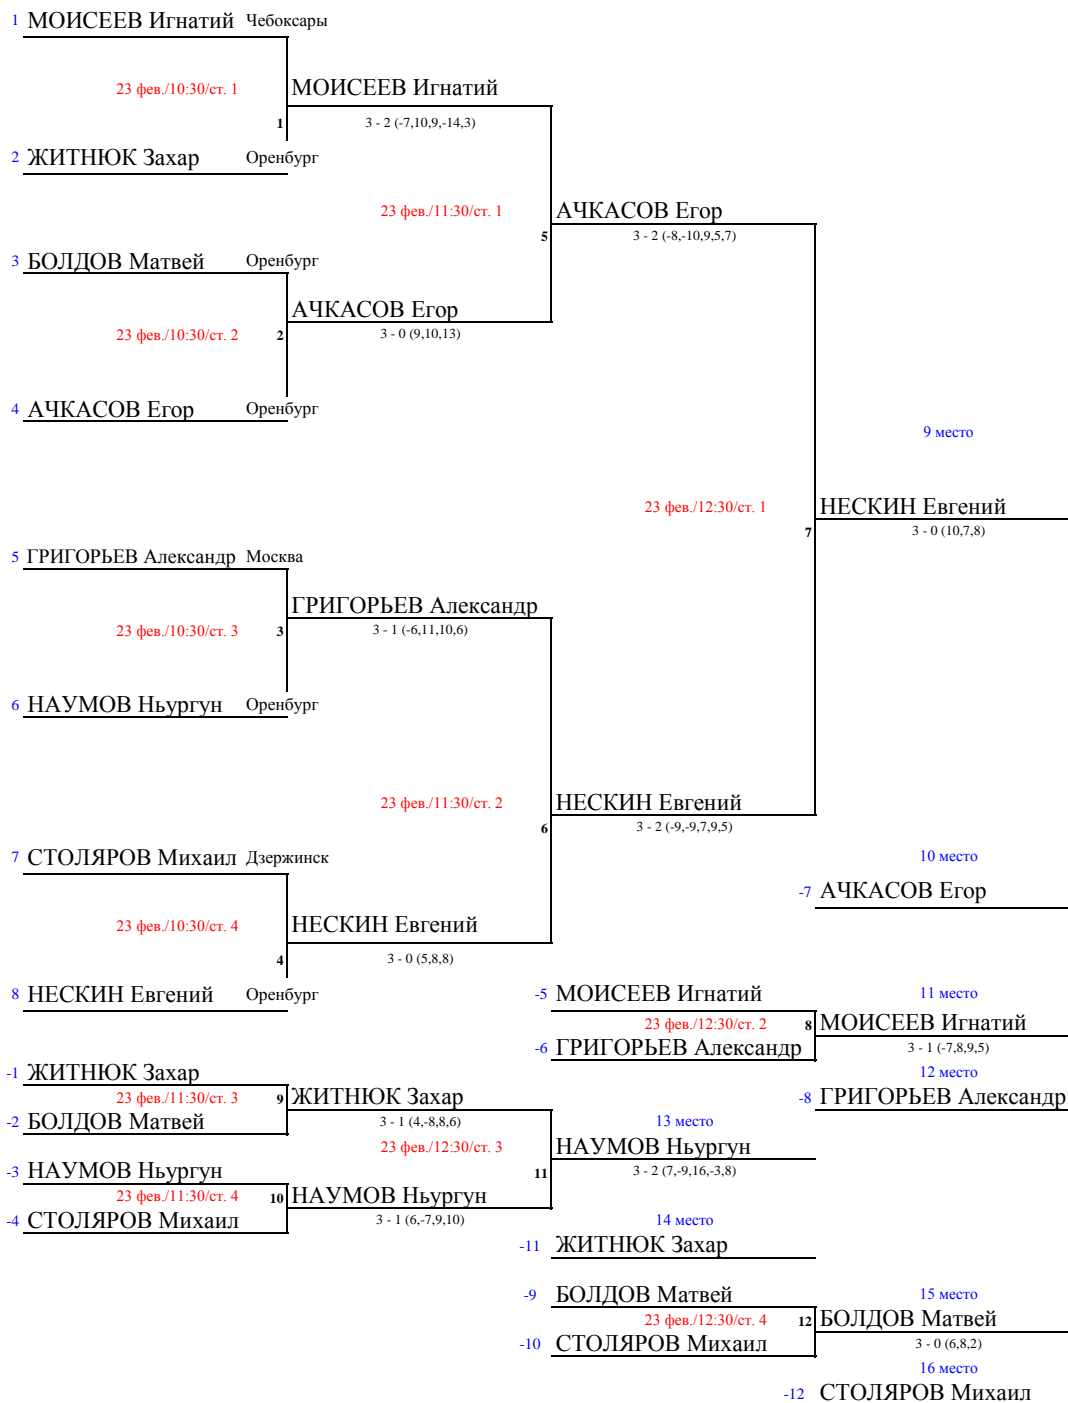 1 МОИСЕЕВ Игнатий Чебоксары
23 фев./10:30/ст. 1 МОИСЕЕВ Игнатий
1 3 - 2 (-7,10,9,-14,3)
2 ЖИТНЮК Захар Оренбург
23 фев./11:30/ст. 1 АЧКАСОВ Егор
5 3 - 2 (-8,-10,9,5,7)
3 БОЛДОВ Матвей Оренбург
АЧКАСОВ Егор
23 фев./10:30/ст. 2 2 3 - 0 (9,10,13)
4 АЧКАСОВ Егор Оренбург
9 место
23 фев./12:30/ст. 1 НЕСКИН Евгений
7 3 - 0 (10,7,8)
5 ГРИГОРЬЕВ Александр Москва
ГРИГОРЬЕВ Александр
23 фев./10:30/ст. 3 3 3 - 1 (-6,11,10,6)
6 НАУМОВ Ньургун Оренбург
23 фев./11:30/ст. 2 НЕСКИН Евгений
6 3 - 2 (-9,-9,7,9,5)
7 СТОЛЯРОВ Михаил Дзержинск
10 место
-7 АЧКАСОВ Егор
23 фев./10:30/ст. 4 НЕСКИН Евгений
4 3 - 0 (5,8,8)
8 НЕСКИН Евгений Оренбург
-5 МОИСЕЕВ Игнатий 11 место
23 фев./12:30/ст. 2 8 МОИСЕЕВ Игнатий
-6 ГРИГОРЬЕВ Александр 3 - 1 (-7,8,9,5)
-1 ЖИТНЮК Захар 12 место
23 фев./11:30/ст. 3 9 ЖИТНЮК Захар -8 ГРИГОРЬЕВ Александр
-2 БОЛДОВ Матвей 3 - 1 (4,-8,8,6) 13 место
23 фев./12:30/ст. 3 НАУМОВ Ньургун
-3 НАУМОВ Ньургун 11 3 - 2 (7,-9,16,-3,8)
23 фев./11:30/ст. 4 10 НАУМОВ Ньургун
-4 СТОЛЯРОВ Михаил 3 - 1 (6,-7,9,10) 14 место
-11 ЖИТНЮК Захар
-9 БОЛДОВ Матвей 15 место
23 фев./12:30/ст. 4 12 БОЛДОВ Матвей
-10 СТОЛЯРОВ Михаил 3 - 0 (6,8,2)
16 место
-12 СТОЛЯРОВ Михаил